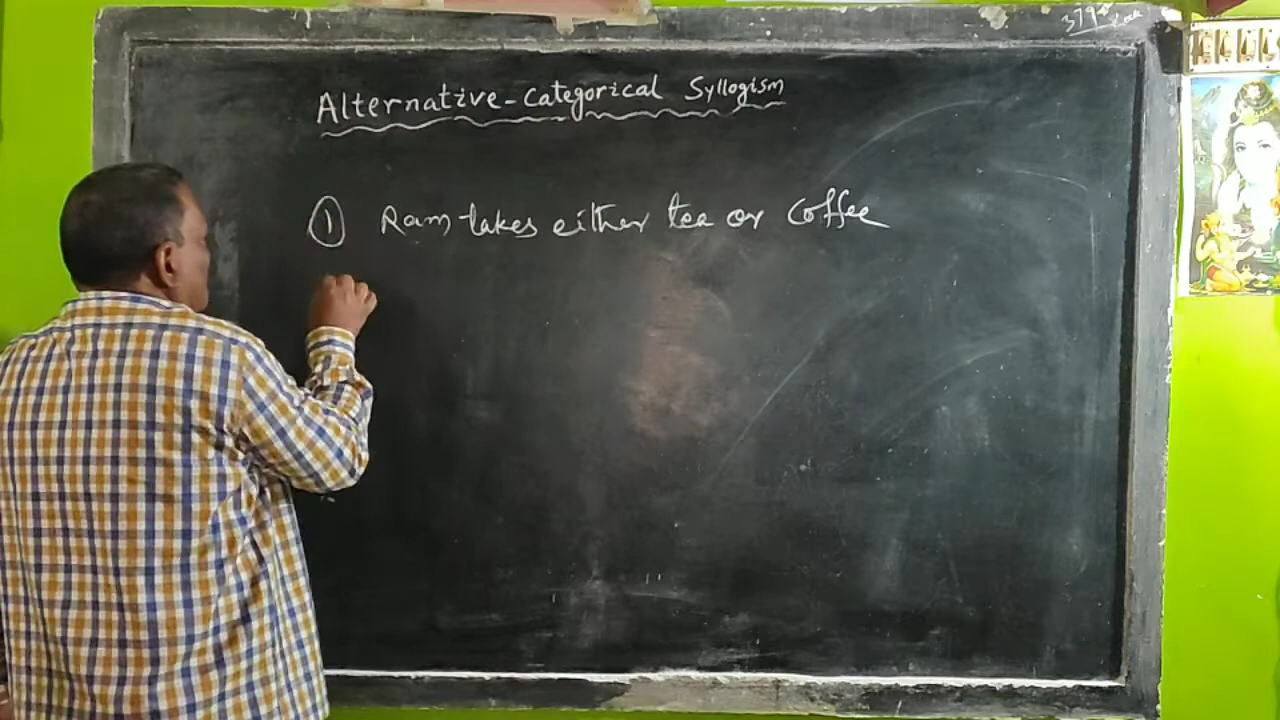 Alternative-Categorical Syllogism
① Ram takes either tea or coffee